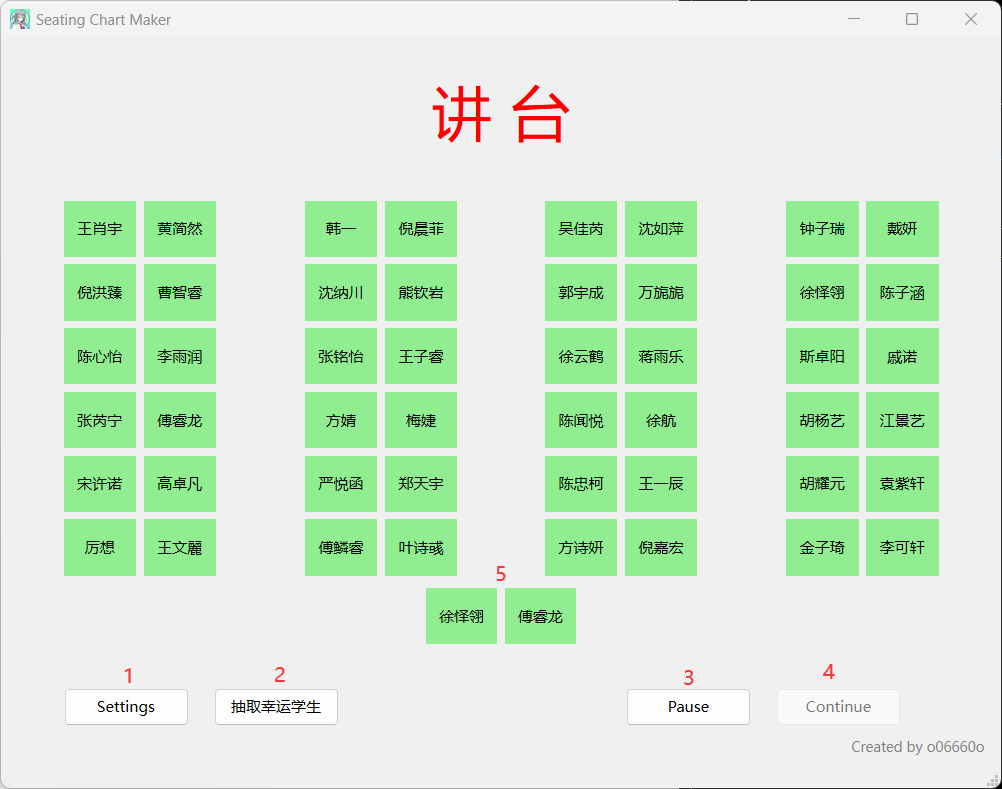 Seating Chart Maker
讲 台
王肖宇 黄简然 韩一 倪晨菲 吴佳芮 沈如萍 钟子瑞 戴妍
倪洪臻 曹智睿 沈纳川 熊钦岩 郭宇成 万旎旎 徐怿翎 陈子涵
陈心怡 李雨润 张铭怡 王子睿 徐云鹤 蒋雨乐 斯卓阳 戚诺
张芮宁 傅睿龙 方婧 梅婕 陈闻悦 徐航 胡杨艺 江景艺
宋许诺 高卓凡 严悦函 郑天宇 陈忠柯 王一辰 胡耀元 袁紫轩
厉想 王文麗 傅鳞睿 叶诗彧 方诗妍 倪嘉宏 金子琦 李可轩
5
徐怿翎 傅睿龙
1 2 3 4
Settings 抽取幸运学生 Pause Continue
Created by o06660o